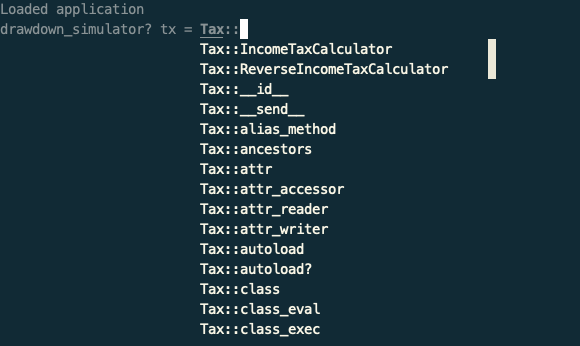 Loaded application
drawdown_simulator? tx = Tax::
Tax::IncomeTaxCalculator
Tax::ReverseIncomeTaxCalculator
Tax::__id__
Tax::__send__
Tax::alias_method
Tax::ancestors
Tax::attr
Tax::attr_accessor
Tax::attr_reader
Tax::attr_writer
Tax::autoload
Tax::autoload?
Tax::class
Tax::class_eval
Tax::class_exec